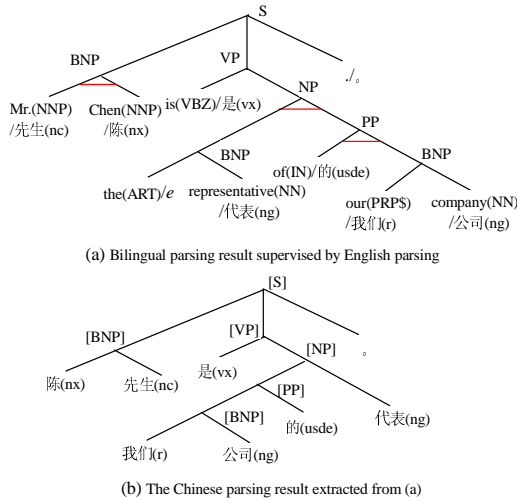 S
BNP
VP
./。
Mr.(NNP)
/先生(nc)
Chen(NNP)
/陈(nx)
is(VBZ)/是(vx)
NP
PP
BNP
the(ART)/e
representative(NN)
/代表(ng)
of(IN)/的(usde)
BNP
our(PRP$)
/我们(r)
company(NN)
/公司(ng)
(a) Bilingual parsing result supervised by English parsing
[S]
[BNP]
[VP]
。
陈(nx)
先生(nc)
是(vx)
[NP]
[PP]
[BNP]
的(usde)
代表(ng)
我们(r)
公司(ng)
(b) The Chinese parsing result extracted from (a)